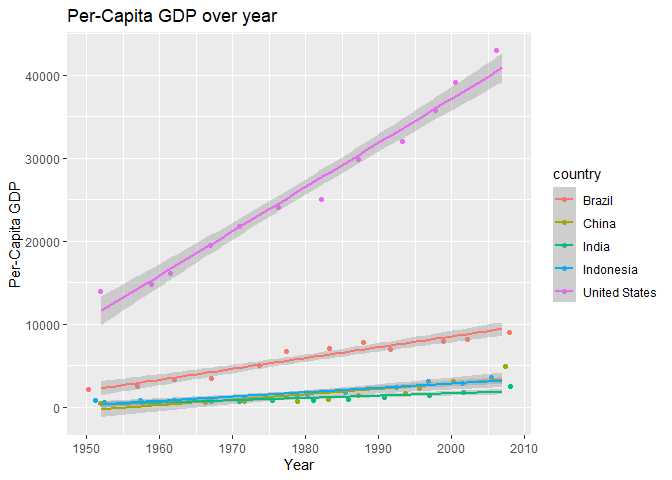 Per-Capita GDP over year
Per-Capita GDP
40000
30000
20000
10000
0
1950 1960 1970 1980 1990 2000 2010
Year
country
Brazil
China
India
Indonesia
United States